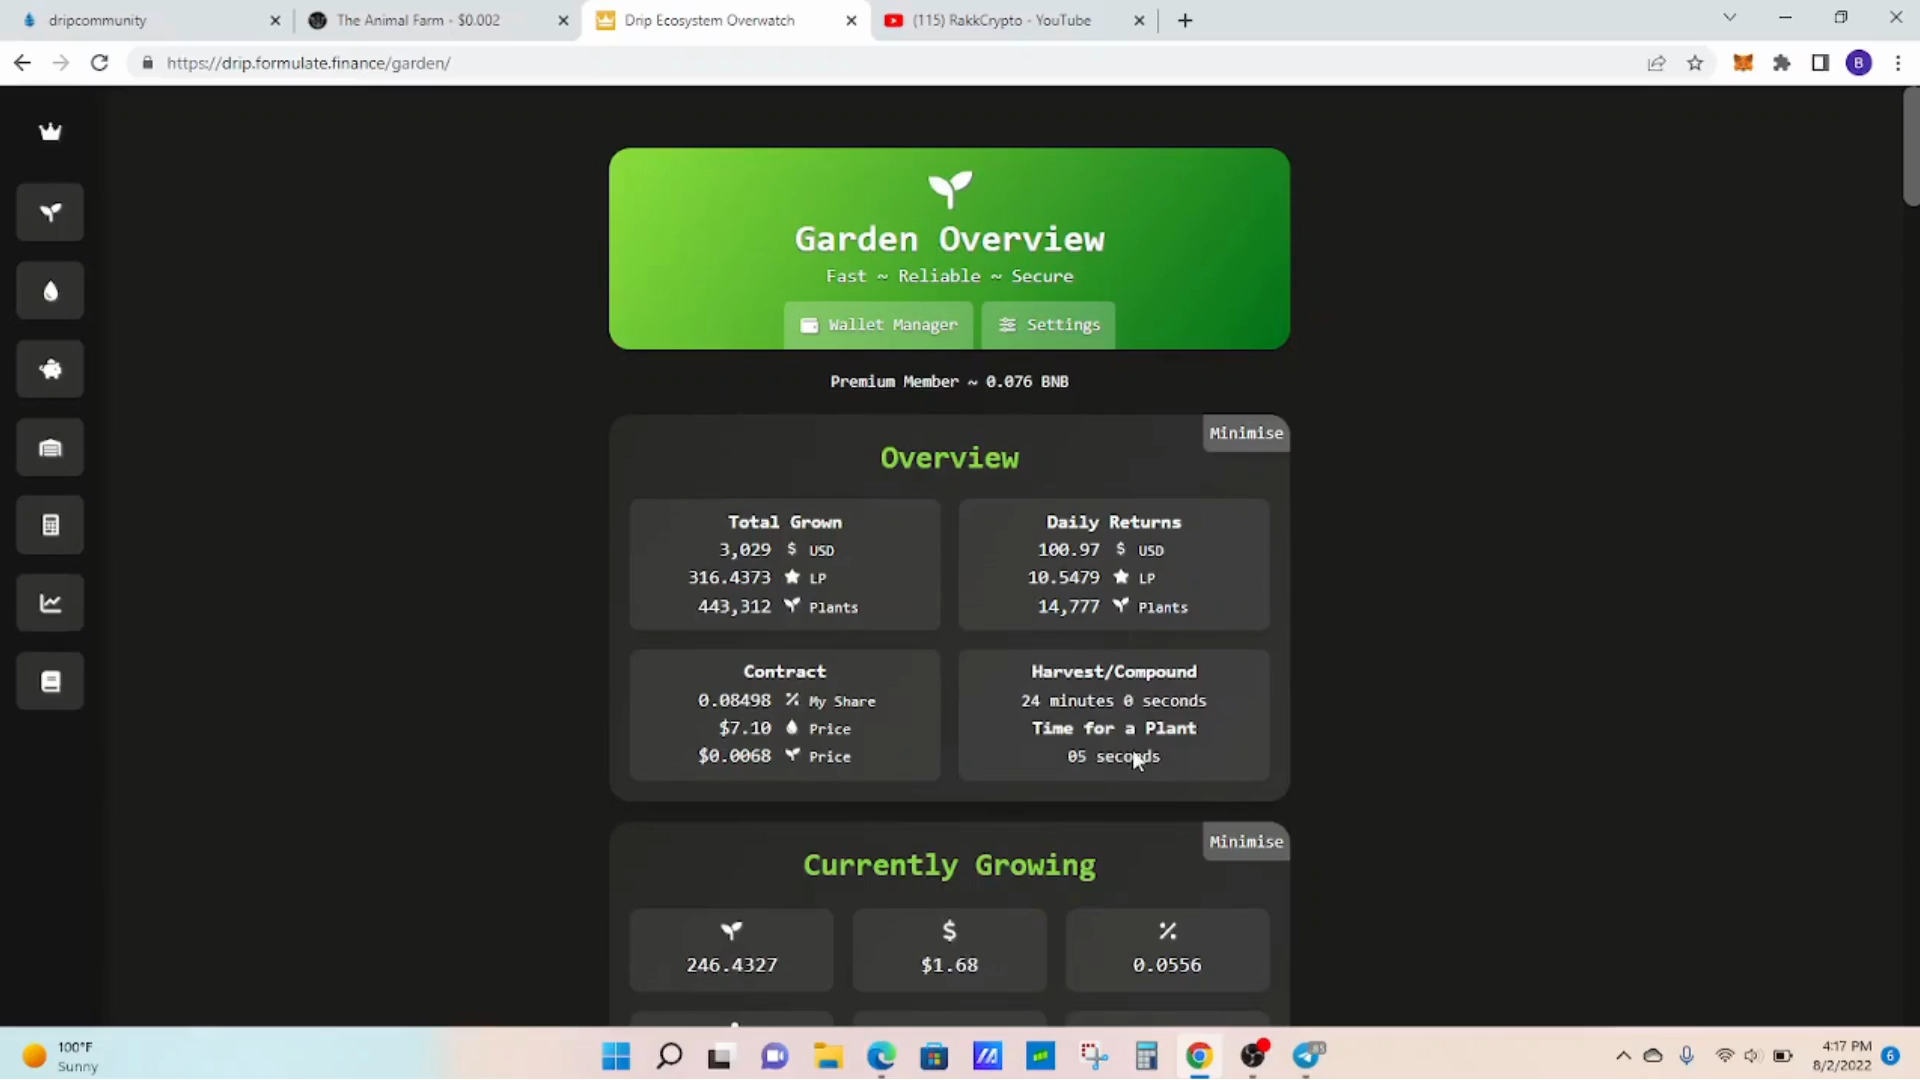 dripcommunity
The Animal Farm - $0.002
Drip Ecosystem Overwatch
(115) RakkCrypto - YouTube
https://drip.formulate.finance/garden/
B
Garden Overview
Fast ~ Reliable ~ Secure
Wallet Manager
Settings
Premium Member ~ 0.076 BNB
Minimise
Overview
Total Grown
3,029 $ USD
316.4373 LP
443,312 Plants
Daily Returns
100.97 $ USD
10.5479 LP
14,777 Plants
Contract
0.08498 % My Share
$7.10 Price
$0.0068 Price
Harvest/Compound
24 minutes 0 seconds
Time for a Plant
05 seconds
Minimise
Currently Growing
246.4327
$
$1.68
%
0.0556
100°F
Sunny
4:17 PM
8/2/2022
6